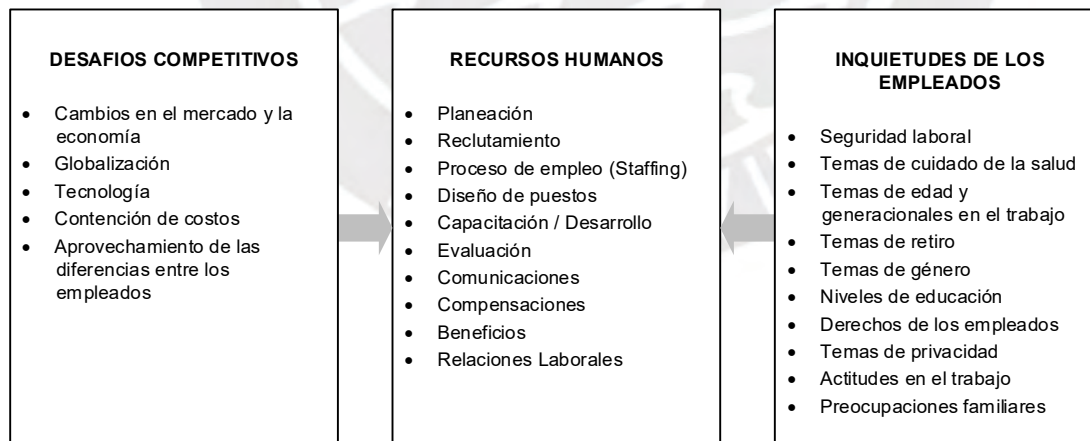 DESAFIOS COMPETITIVOS
• Cambios en el mercado y la
economía
• Globalización
• Tecnología
• Contención de costos
• Aprovechamiento de las
diferencias entre los
empleados
RECURSOS HUMANOS
• Planeación
• Reclutamiento
• Proceso de empleo (Staffing)
• Diseño de puestos
• Capacitación / Desarrollo
• Evaluación
• Comunicaciones
• Compensaciones
• Beneficios
• Relaciones Laborales
INQUIETUDES DE LOS
EMPLEADOS
• Seguridad laboral
• Temas de cuidado de la salud
• Temas de edad y
generacionales en el trabajo
• Temas de retiro
• Temas de género
• Niveles de educación
• Derechos de los empleados
• Temas de privacidad
• Actitudes en el trabajo
• Preocupaciones familiares